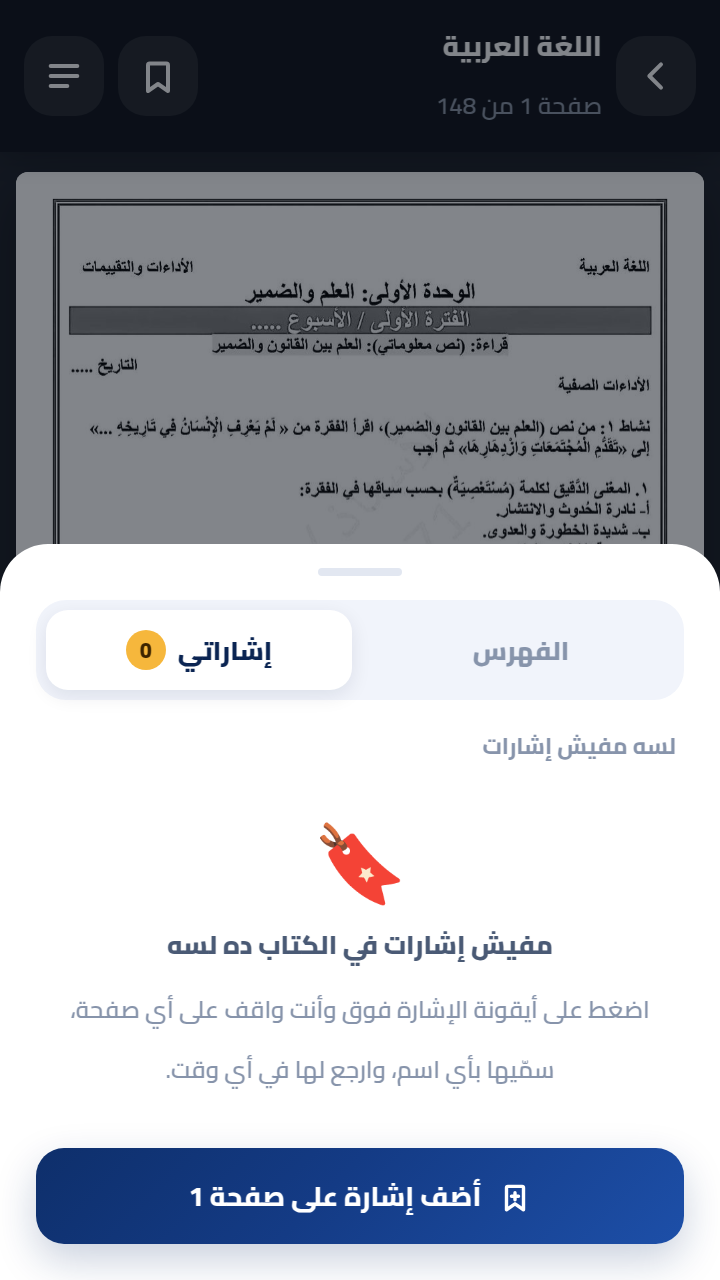 اللغة العربية
صفحة 1 من 148
اللغة العربية
الأداءات والتقييمات
الوحدة الأولى: العلم والضمير
الفترة الأولى / الأسبوع .....
قراءة: (نص معلوماتي): العلم بين القانون والضمير
التاريخ .....
الأداءات الصفية
نشاط ١: من نص (العلم بين القانون والضمير)، اقرأ الفقرة من « لَمْ يَعْرِفِ الْإِنْسَانُ فِي تَارِيخِهِ ...»
إلى «تَقَدُّمِ الْمُجْتَمَعَاتِ وَازْدِهَارِهَا» ثم أجب
١. المعْنى الدَّقيق لكلمة (مُسْتَعْصِيَةٌ) بحسب سياقها في الفقرة:
أ- نادرة الحُدوث والانتشار.
ب- شديدة الخطورة والعدوى.
الفهرس
إشاراتي 0
لسه مفيش إشارات
مفيش إشارات في الكتاب ده لسه
اضغط على أيقونة الإشارة فوق وأنت واقف على أي صفحة،
سمّيها بأي اسم، وارجع لها في أي وقت.
أضف إشارة على صفحة 1